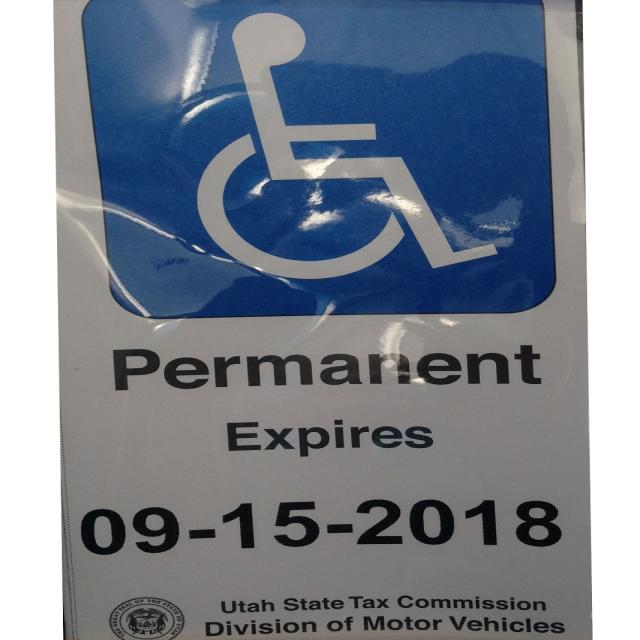 Permanent
Expires
09-15-2018
Utah State Tax Commission
Division of Motor Vehicles